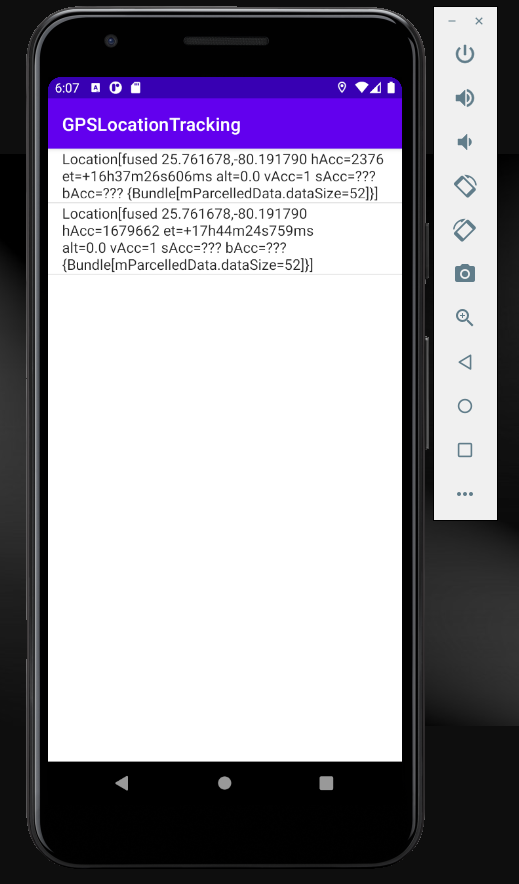 6:07
GPSLocationTracking
Location[fused 25.761678,-80.191790 hAcc=2376
et=+16h37m26s606ms alt=0.0 vAcc=1 sAcc=???
bAcc=??? {Bundle[mParcelledData.dataSize=52]}]
Location[fused 25.761678,-80.191790
hAcc=1679662 et=+17h44m24s759ms
alt=0.0 vAcc=1 sAcc=??? bAcc=???
{Bundle[mParcelledData.dataSize=52]}]